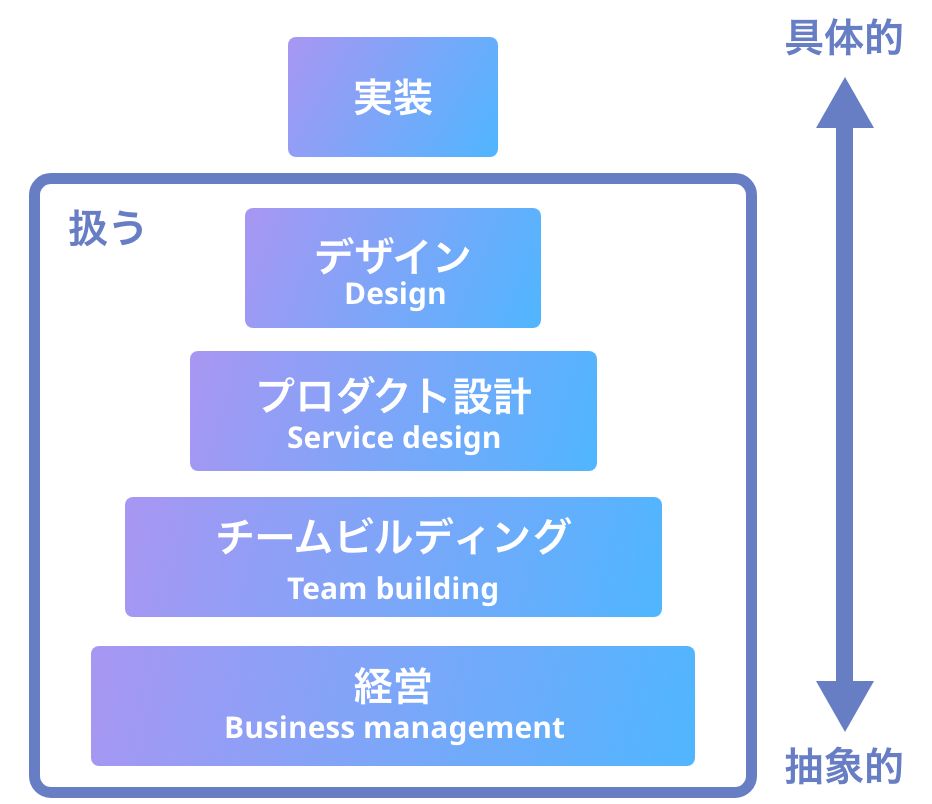 具体的
実装
扱う
デザイン
Design
プロダクト設計
Service design
チームビルディング
Team building
経営
Business management
抽象的